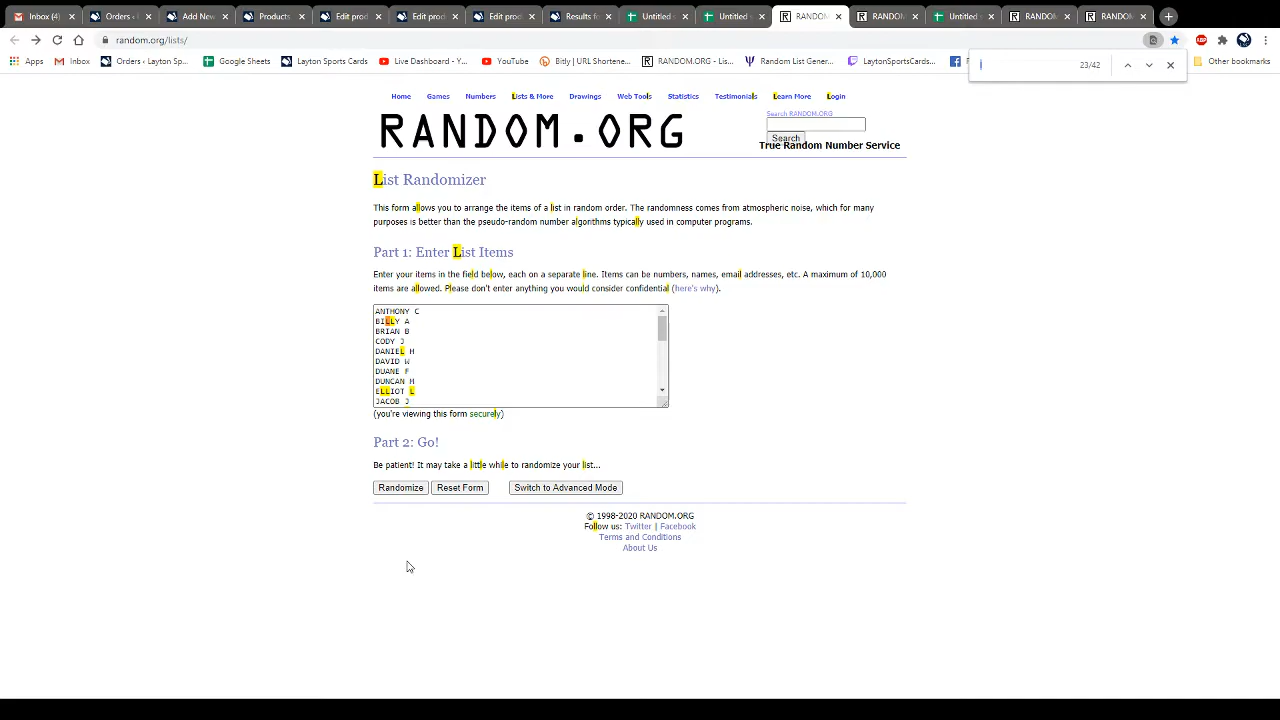 Inbox (4)
Orders ‹ L
Add New
Products
Edit prod
Edit prod
Edit prod
Results fo
Untitled s
Untitled s
RANDOM
RANDOM
Untitled s
RANDOM
RANDOM
random.org/lists/
Apps
Inbox
Orders ‹ Layton Sp...
Google Sheets
Layton Sports Cards
Live Dashboard - Y...
YouTube
Bitly | URL Shortene...
RANDOM.ORG - Lis...
Random List Gener...
LaytonSportsCards...
Other bookmarks
l
23/42
Home
Games
Numbers
Lists & More
Drawings
Web Tools
Statistics
Testimonials
Learn More
Login
RANDOM.ORG
Search RANDOM.ORG
Search
True Random Number Service
List Randomizer
This form allows you to arrange the items of a list in random order. The randomness comes from atmospheric noise, which for many
purposes is better than the pseudo-random number algorithms typically used in computer programs.
Part 1: Enter List Items
Enter your items in the field below, each on a separate line. Items can be numbers, names, email addresses, etc. A maximum of 10,000
items are allowed. Please don't enter anything you would consider confidential (here's why).
ANTHONY C
BILLY A
BRIAN B
CODY J
DANIEL M
DAVID W
DUANE F
DUNCAN M
ELLIOT L
JACOB J
(you're viewing this form securely)
Part 2: Go!
Be patient! It may take a little while to randomize your list...
Randomize
Reset Form
Switch to Advanced Mode
© 1998-2020 RANDOM.ORG
Follow us: Twitter | Facebook
Terms and Conditions
About Us